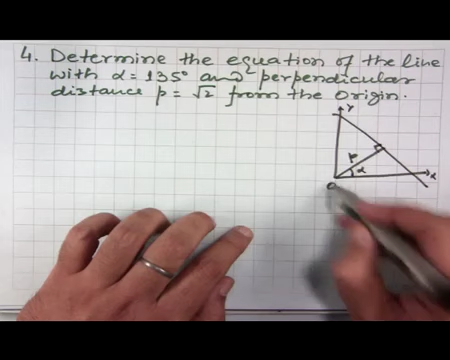 4. Determine the equation of the line
with α = 135° and perpendicular
distance p = √2 from the Origin.
Y
p
α
x
O